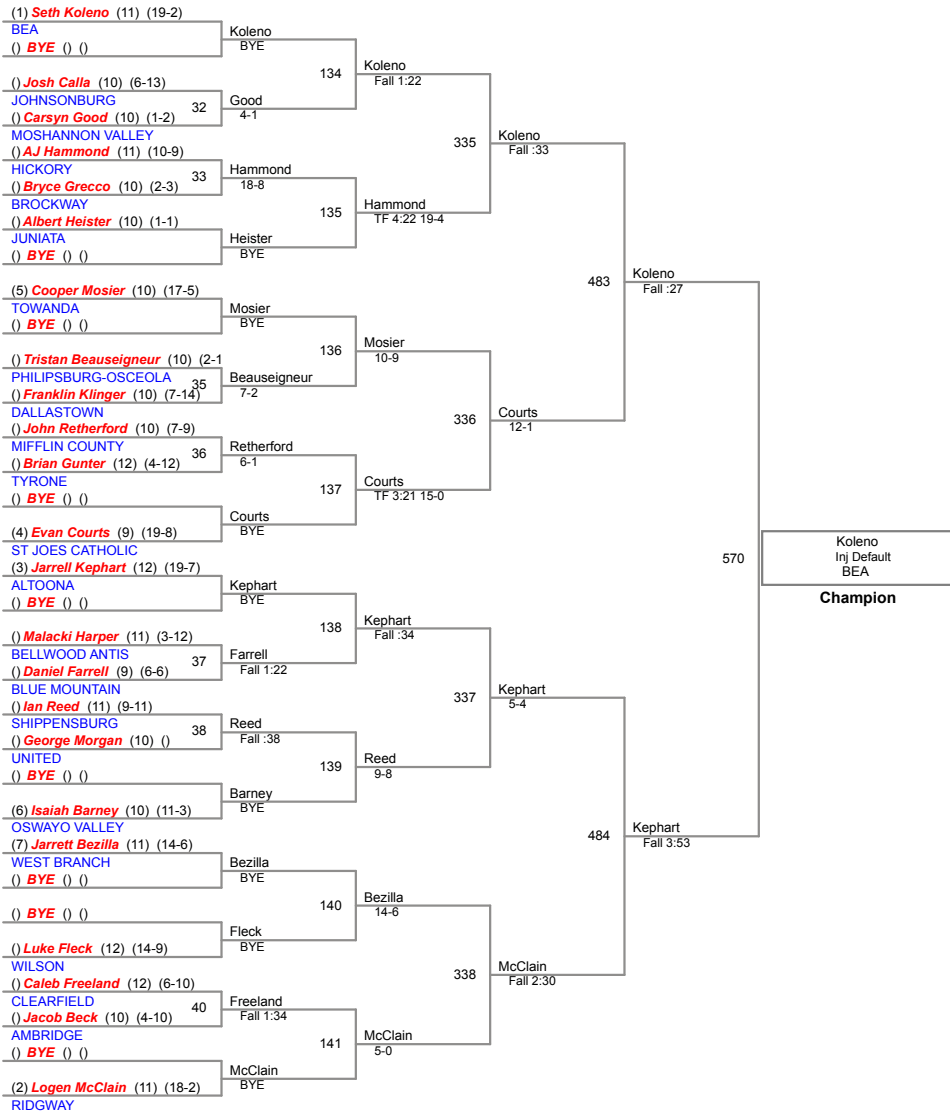 (1) Seth Koleno (11) (19-2)
BEA
() BYE () ()
() Josh Calla (10) (6-13)
JOHNSONBURG
() Carsyn Good (10) (1-2)
MOSHANNON VALLEY
() AJ Hammond (11) (10-9)
HICKORY
() Bryce Grecco (10) (2-3)
BROCKWAY
() Albert Heister (10) (1-1)
JUNIATA
() BYE () ()
(5) Cooper Mosier (10) (17-5)
TOWANDA
() BYE () ()
() Tristan Beauseigneur (10) (2-1
PHILIPSBURG-OSCEOLA
() Franklin Klinger (10) (7-14)
DALLASTOWN
() John Retherford (10) (7-9)
MIFFLIN COUNTY
() Brian Gunter (12) (4-12)
TYRONE
() BYE () ()
(4) Evan Courts (9) (19-8)
ST JOES CATHOLIC
(3) Jarrell Kephart (12) (19-7)
ALTOONA
() BYE () ()
() Malacki Harper (11) (3-12)
BELLWOOD ANTIS
() Daniel Farrell (9) (6-6)
BLUE MOUNTAIN
() Ian Reed (11) (9-11)
SHIPPENSBURG
() George Morgan (10) ()
UNITED
() BYE () ()
(6) Isaiah Barney (10) (11-3)
OSWAYO VALLEY
(7) Jarrett Bezilla (11) (14-6)
WEST BRANCH
() BYE () ()
() BYE () ()
() Luke Fleck (12) (14-9)
WILSON
() Caleb Freeland (12) (6-10)
CLEARFIELD
() Jacob Beck (10) (4-10)
AMBRIDGE
() BYE () ()
(2) Logen McClain (11) (18-2)
RIDGWAY
32
33
35
36
37
38
40
Koleno
BYE
Good
4-1
Hammond
18-8
Heister
BYE
Mosier
BYE
Beauseigneur
7-2
Retherford
6-1
Courts
BYE
Kephart
BYE
Farrell
Fall 1:22
Reed
Fall :38
Barney
BYE
Bezilla
BYE
Fleck
BYE
Freeland
Fall 1:34
McClain
BYE
134
135
136
137
138
139
140
141
Koleno
Fall 1:22
Hammond
TF 4:22 19-4
Mosier
10-9
Courts
TF 3:21 15-0
Kephart
Fall :34
Reed
9-8
Bezilla
14-6
McClain
5-0
335
336
337
338
Koleno
Fall :33
Courts
12-1
Kephart
5-4
McClain
Fall 2:30
483
484
Koleno
Fall :27
Kephart
Fall 3:53
570
Koleno
Inj Default
BEA
Champion